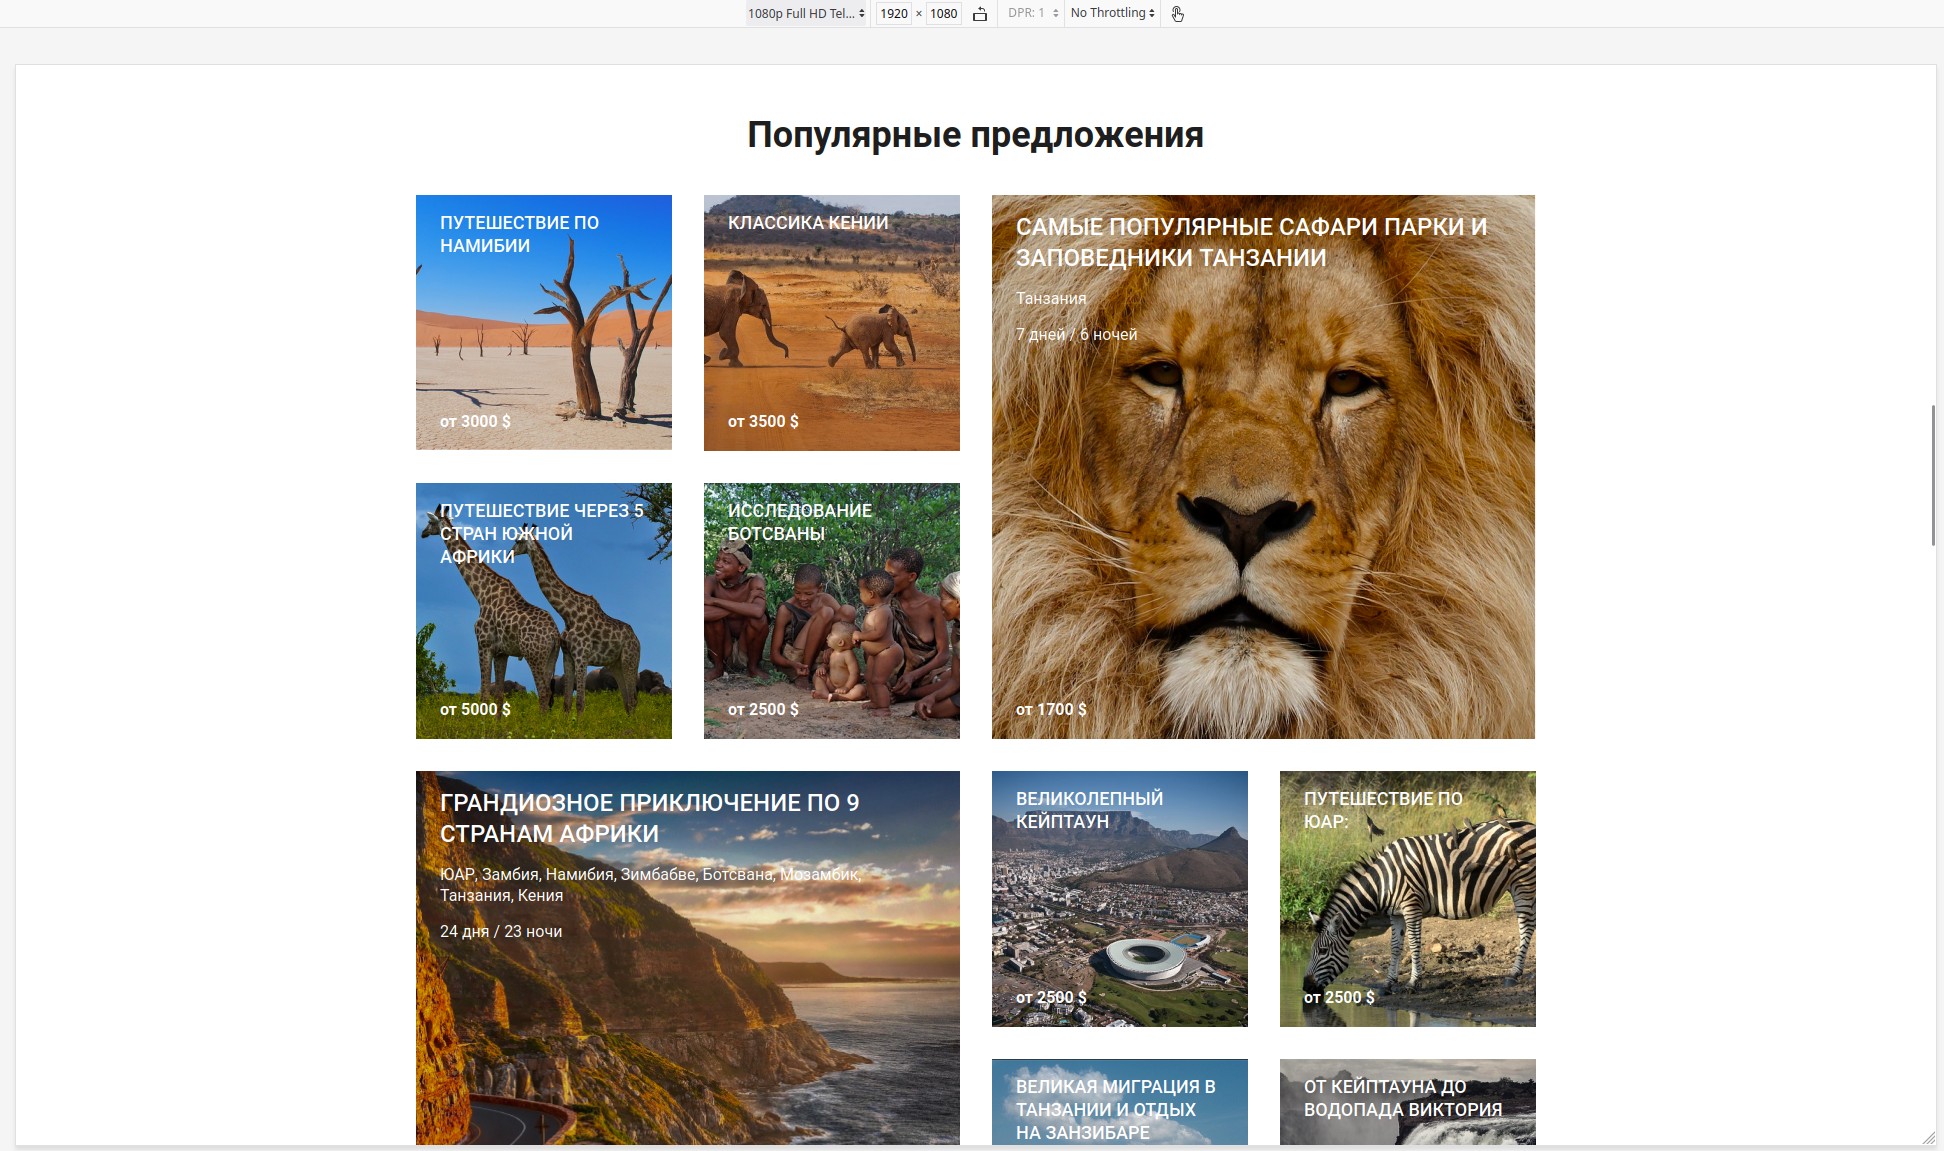 1080p Full HD Tel... 1920 × 1080 DPR: 1 No Throttling
Популярные предложения
ПУТЕШЕСТВИЕ ПО
НАМИБИИ
от 3000 $
КЛАССИКА КЕНИИ
от 3500 $
САМЫЕ ПОПУЛЯРНЫЕ САФАРИ ПАРКИ И
ЗАПОВЕДНИКИ ТАНЗАНИИ
Танзания
7 дней / 6 ночей
от 1700 $
ПУТЕШЕСТВИЕ ЧЕРЕЗ 5
СТРАН ЮЖНОЙ
АФРИКИ
от 5000 $
ИССЛЕДОВАНИЕ
БОТСВАНЫ
от 2500 $
ГРАНДИОЗНОЕ ПРИКЛЮЧЕНИЕ ПО 9
СТРАНАМ АФРИКИ
ЮАР, Замбия, Намибия, Зимбабве, Ботсвана, Мозамбик,
Танзания, Кения
24 дня / 23 ночи
ВЕЛИКОЛЕПНЫЙ
КЕЙПТАУН
от 2500 $
ПУТЕШЕСТВИЕ ПО
ЮАР:
от 2500 $
ВЕЛИКАЯ МИГРАЦИЯ В
ТАНЗАНИИ И ОТДЫХ
НА ЗАНЗИБАРЕ
ОТ КЕЙПТАУНА ДО
ВОДОПАДА ВИКТОРИЯ